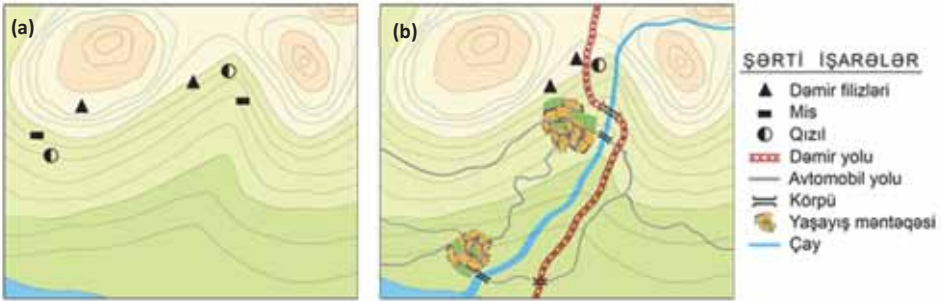 (a)
(b)
ŞƏRTİ İŞARƏLƏR
Dəmir filizləri
Mis
Qızıl
Dəmir yolu
Avtomobil yolu
Körpü
Yaşayış məntəqəsi
Çay